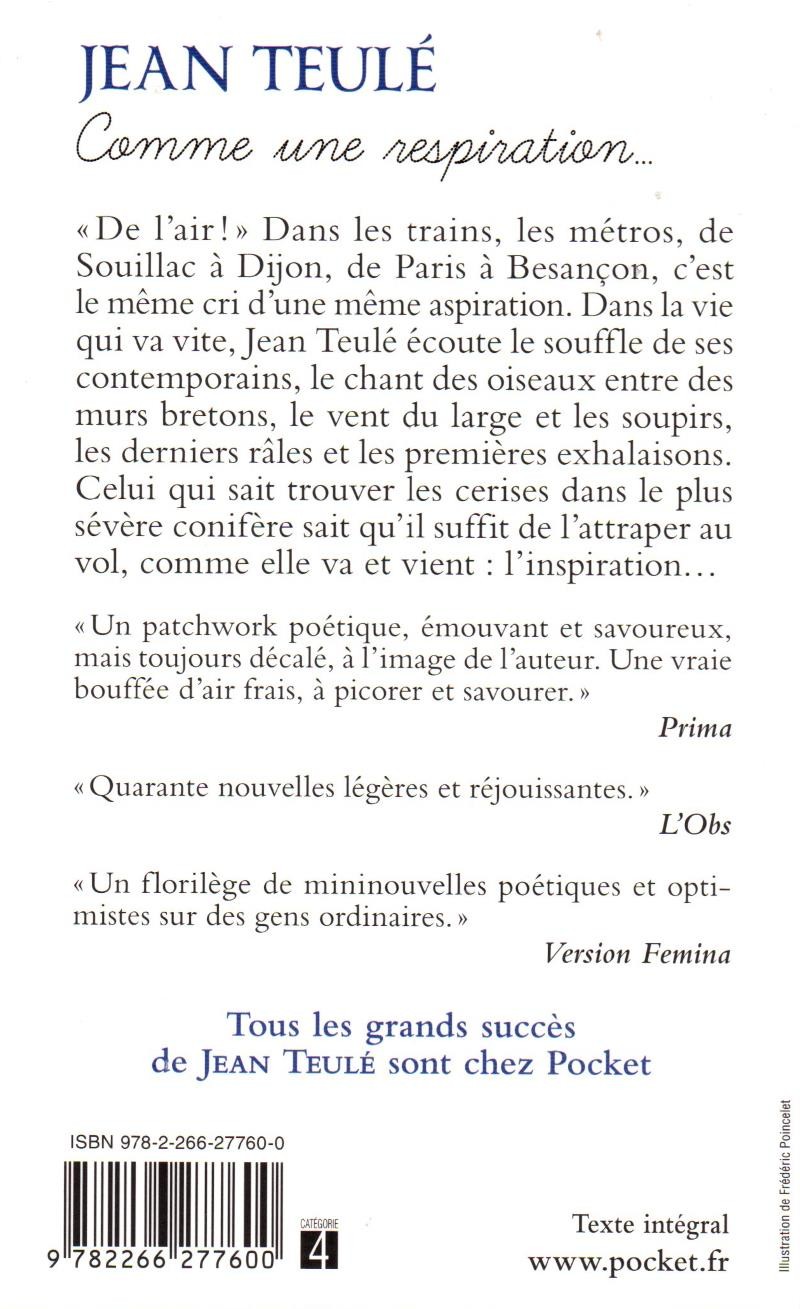 JEAN TEULÉ
Comme une respiration...
« De l'air ! » Dans les trains, les métros, de
Souillac à Dijon, de Paris à Besançon, c'est
le même cri d'une même aspiration. Dans la vie
qui va vite, Jean Teulé écoute le souffle de ses
contemporains, le chant des oiseaux entre des
murs bretons, le vent du large et les soupirs,
les derniers râles et les premières exhalaisons.
Celui qui sait trouver les cerises dans le plus
sévère conifère sait qu'il suffit de l'attraper au
vol, comme elle va et vient : l'inspiration...
« Un patchwork poétique, émouvant et savoureux,
mais toujours décalé, à l'image de l'auteur. Une vraie
bouffée d'air frais, à picorer et savourer. »
Prima
« Quarante nouvelles légères et réjouissantes. »
L'Obs
« Un florilège de mininouvelles poétiques et opti-
mistes sur des gens ordinaires. »
Version Femina
Tous les grands succès
de JEAN TEULÉ sont chez Pocket
ISBN 978-2-266-27760-0
9 782266 277600
CATÉGORIE
4
Texte intégral
www.pocket.fr
Illustration de Frédéric Poincelet